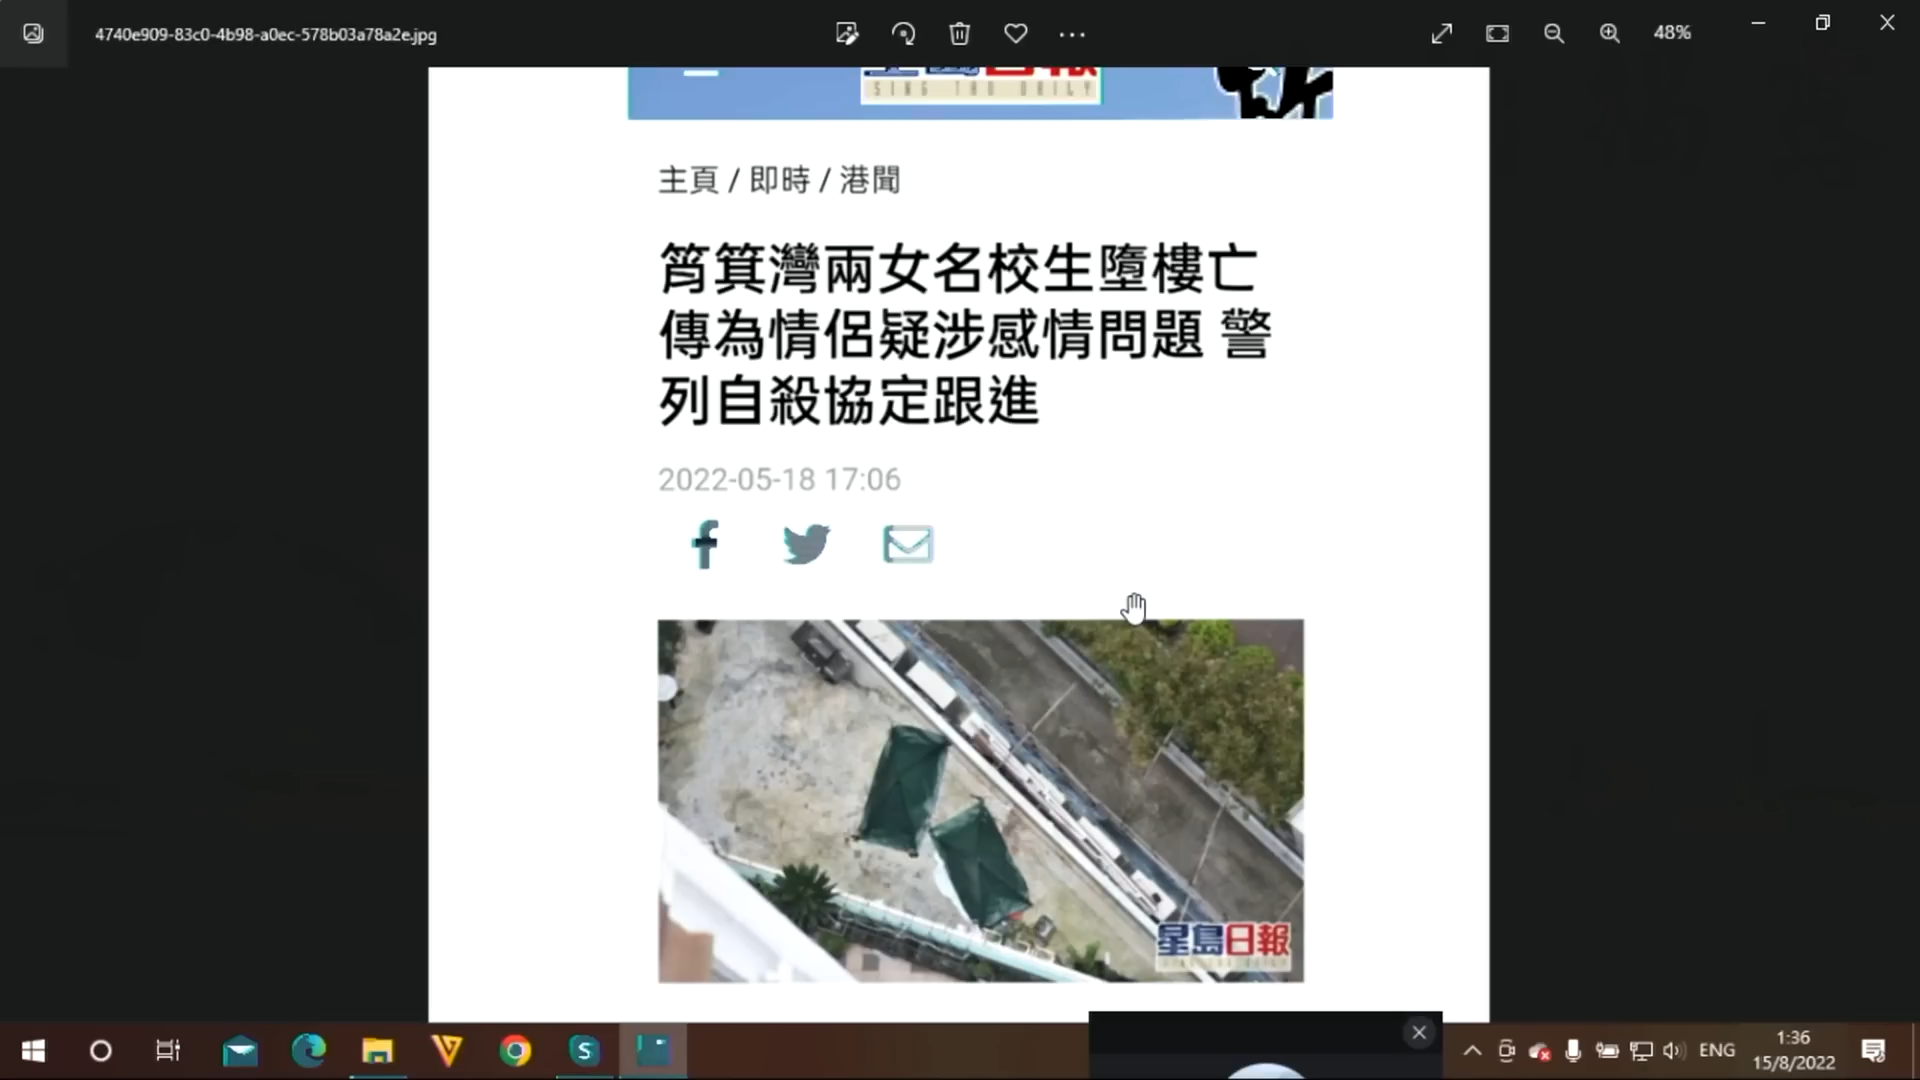 4740e909-83c0-4b98-a0ec-578b03a78a2e.jpg
48%
SING TAO DAILY
主頁 / 即時 / 港聞
筲箕灣兩女名校生墮樓亡
傳為情侶疑涉感情問題 警
列自殺協定跟進
2022-05-18 17:06
星島日報
ENG
1:36
15/8/2022